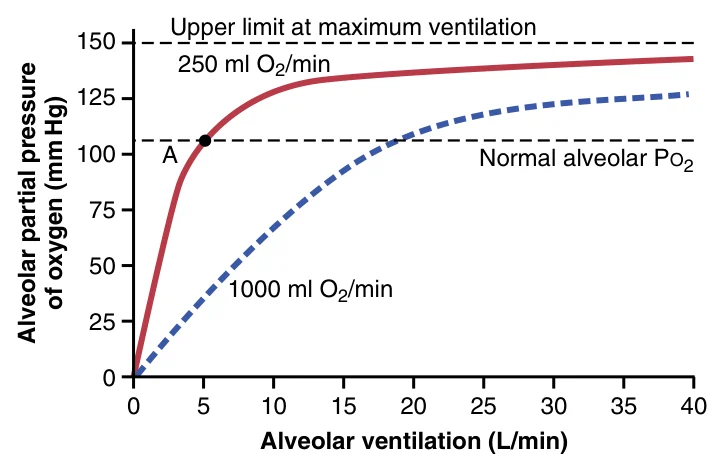 Upper limit at maximum ventilation
150
250 ml O₂/min
125
A
100
Normal alveolar PO₂
75
50
1000 ml O₂/min
25
0
0 5 10 15 20 25 30 35 40
Alveolar partial pressure
of oxygen (mm Hg)
Alveolar ventilation (L/min)